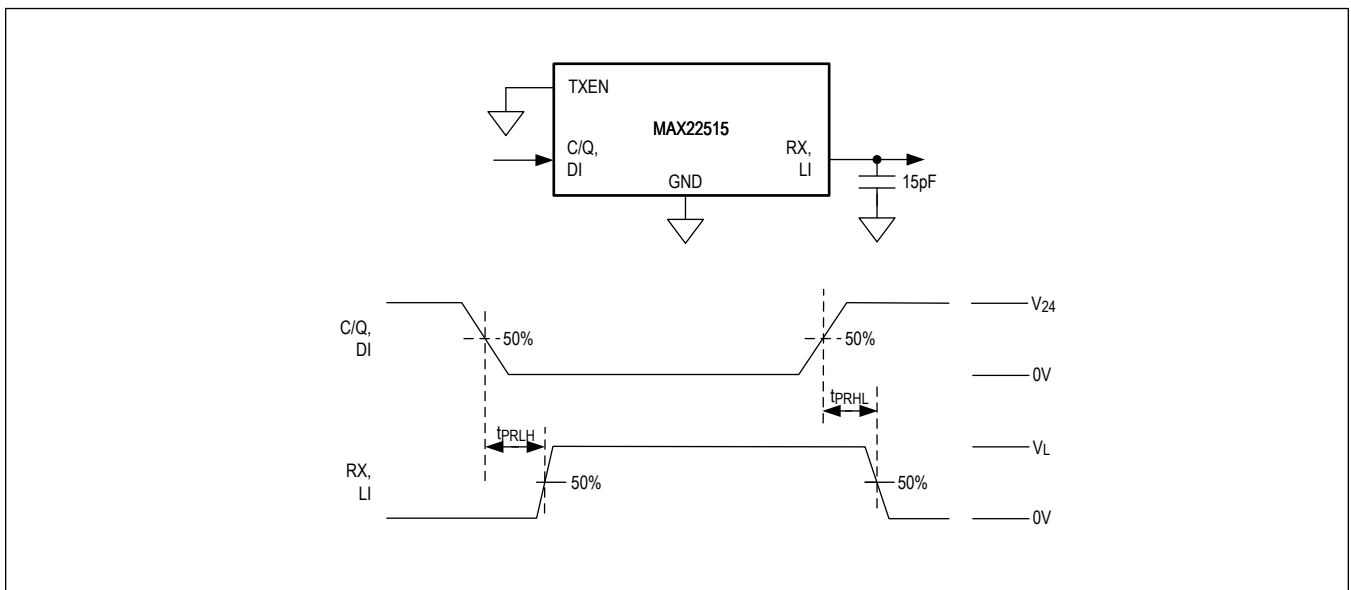 TXEN
MAX22515
C/Q,
DI
RX,
LI
GND
15pF
C/Q,
DI
50%
50%
V24
0V
tPRLH
tPRHL
RX,
LI
50%
50%
VL
0V